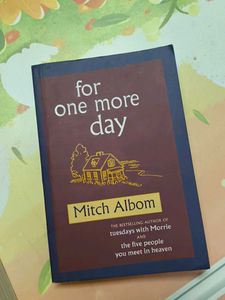 for
one more
day
Mitch Albom
THE BESTSELLING AUTHOR OF
tuesdays with Morrie
AND
the five people
you meet in heaven